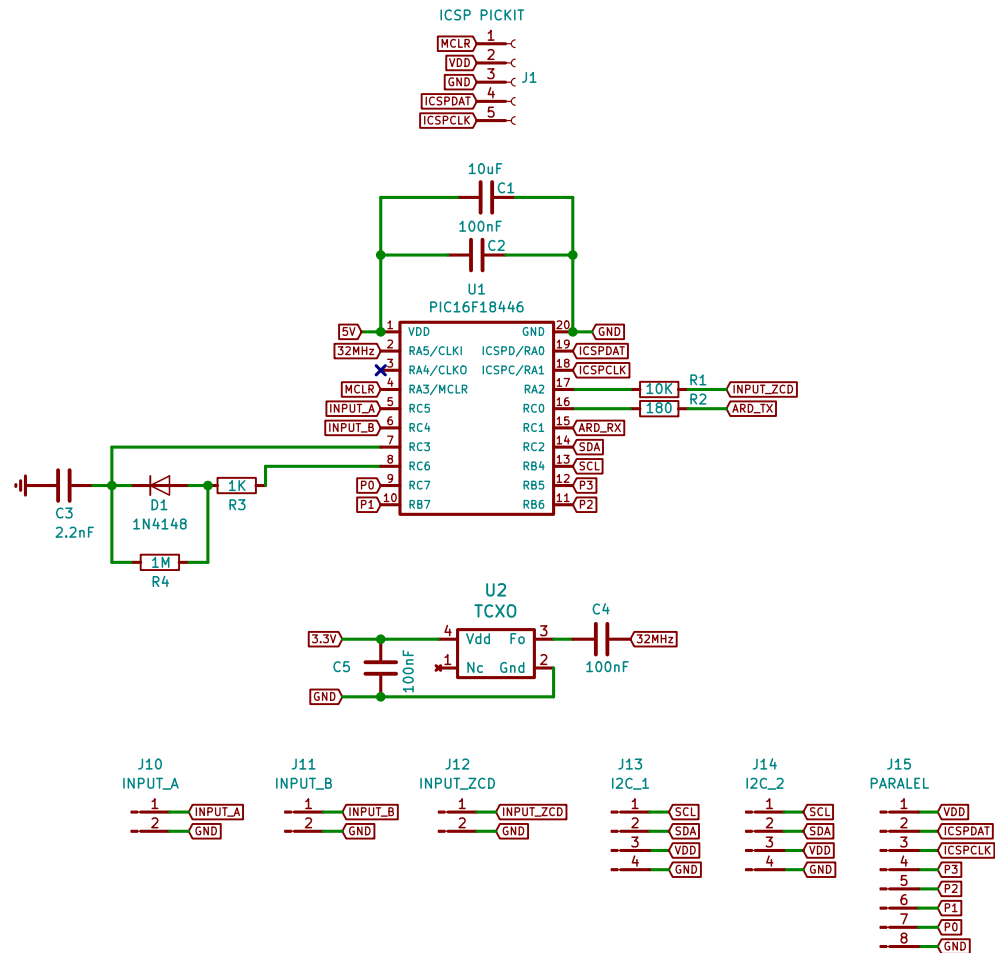 ICSP PICKIT
MCLR 1
VDD 2
GND 3 J1
ICSPDAT 4
ICSPCLK 5
10uF
C1
100nF
C2
U1
PIC16F18446
5V 1 VDD GND 20 GND
32MHz 2 RA5/CLKI ICSPD/RA0 19 ICSPDAT
3 RA4/CLKO ICSPC/RA1 18 ICSPCLK
MCLR 4 RA3/MCLR RA2 17 10K R1 INPUT_ZCD
INPUT_A 5 RC5 RC0 16 180 R2 ARD_TX
INPUT_B 6 RC4 RC1 15 ARD_RX
7 RC3 RC2 14 SDA
8 RC6 RB4 13 SCL
P0 9 RC7 RB5 12 P3
P1 10 RB7 RB6 11 P2
1K
C3 D1 R3
2.2nF 1N4148
1M
R4
U2
TCXO
C4
3.3V 4 Vdd Fo 3 32MHz
C5 100nF 1 Nc Gnd 2 100nF
GND
J10 J11 J12 J13 J14 J15
INPUT_A INPUT_B INPUT_ZCD I2C_1 I2C_2 PARALEL
1 INPUT_A 1 INPUT_B 1 INPUT_ZCD 1 SCL 1 SCL 1 VDD
2 GND 2 GND 2 GND 2 SDA 2 SDA 2 ICSPDAT
3 VDD 3 VDD 3 ICSPCLK
4 GND 4 GND 4 P3
5 P2
6 P1
7 P0
8 GND